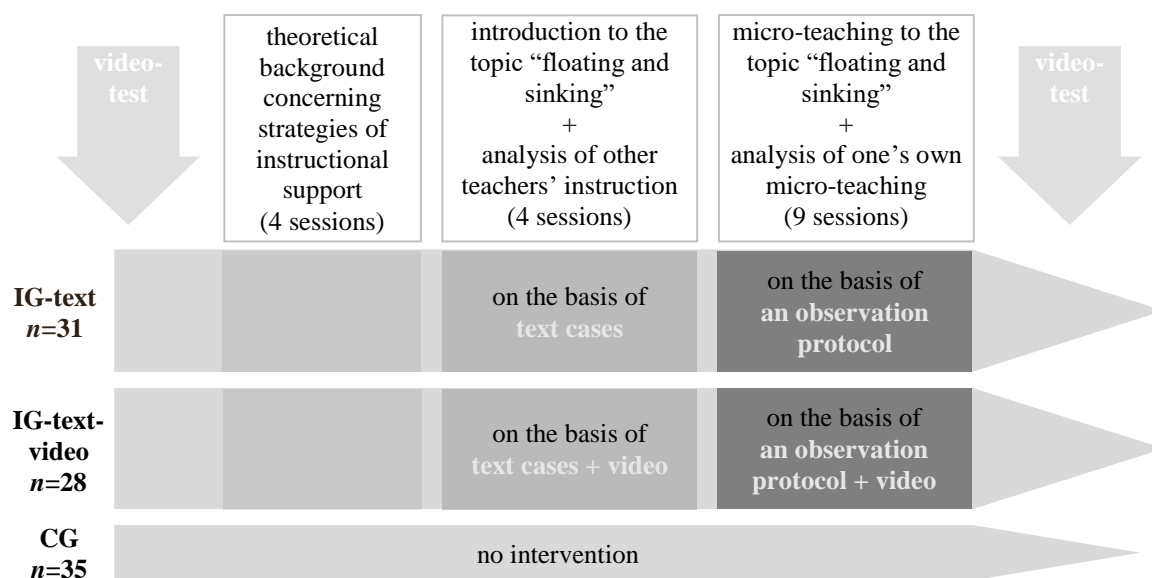 video-
test
theoretical
background
concerning
strategies of
instructional
support
(4 sessions)
introduction to the
topic “floating and
sinking”
+
analysis of other
teachers’ instruction
(4 sessions)
micro-teaching to the
topic “floating and
sinking”
+
analysis of one’s own
micro-teaching
(9 sessions)
video-
test
IG-text
n=31
on the basis of
text cases
on the basis of
an observation
protocol
IG-text-
video
n=28
on the basis of
text cases + video
on the basis of
an observation
protocol + video
CG
n=35
no intervention